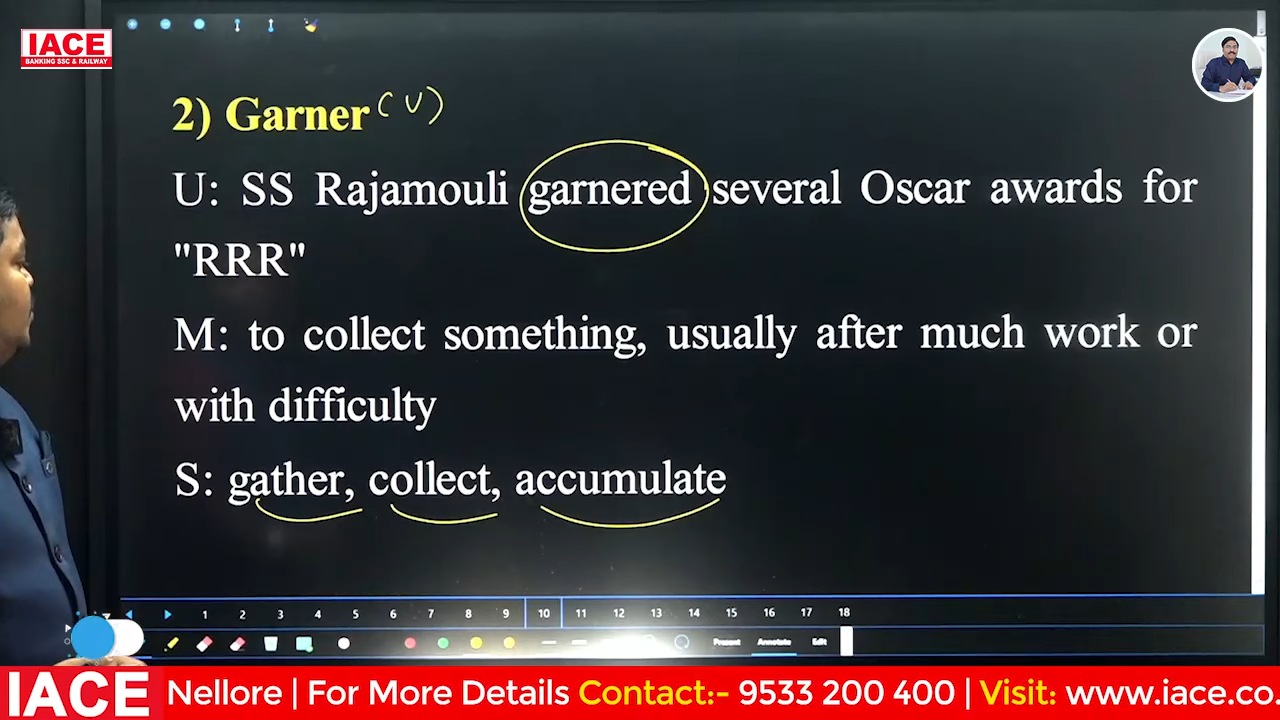 IACE
BANKING SSC & RAILWAY
2) Garner (V)
U: SS Rajamouli garnered several Oscar awards for
"RRR"
M: to collect something, usually after much work or
with difficulty
S: gather, collect, accumulate
1 2 3 4 5 6 7 8 9 10 11 12 13 14 15 16 17 18
Present Annotate Edit
IACE Nellore | For More Details Contact:- 9533 200 400 | Visit: www.iace.co.